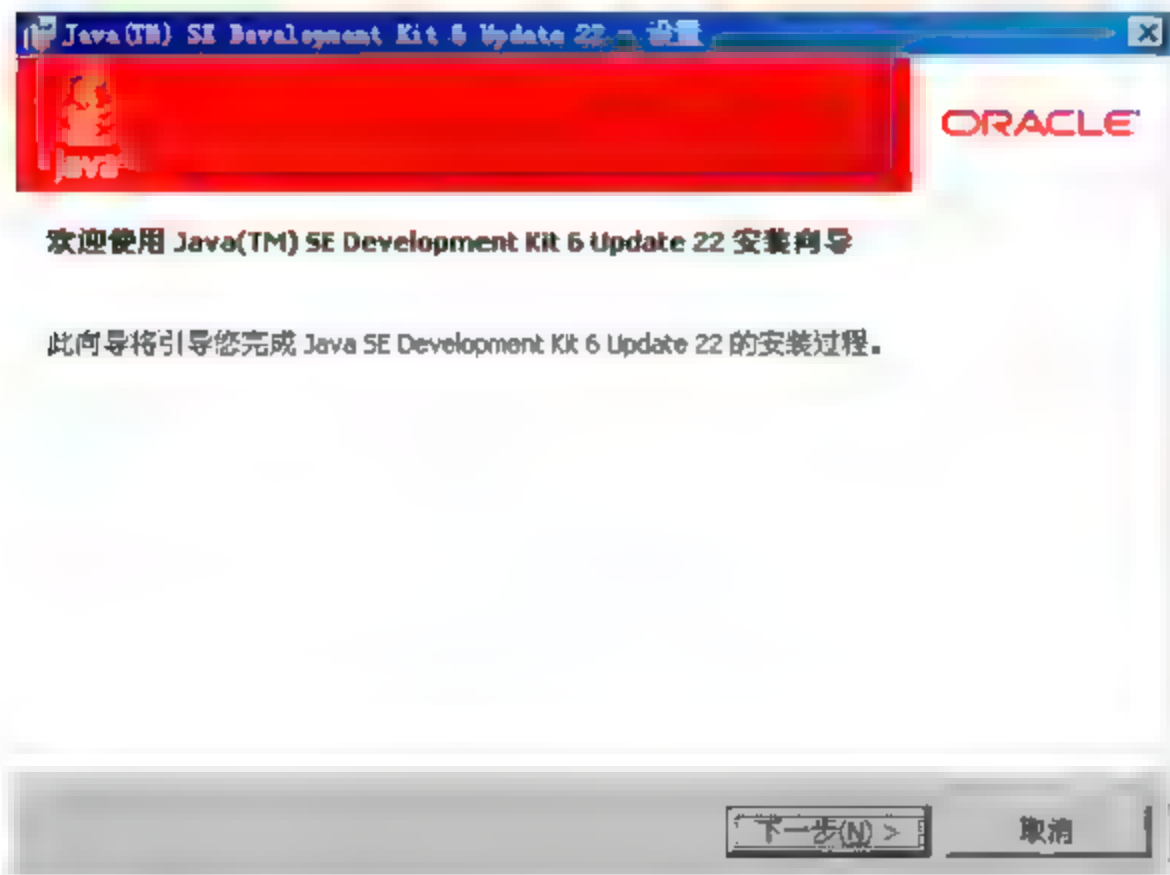 Java(TM) SE Development Kit 6 Update 22 - 设置
Java
ORACLE
欢迎使用 Java(TM) SE Development Kit 6 Update 22 安装向导
此向导将引导您完成 Java SE Development Kit 6 Update 22 的安装过程。
下一步(N) >
取消